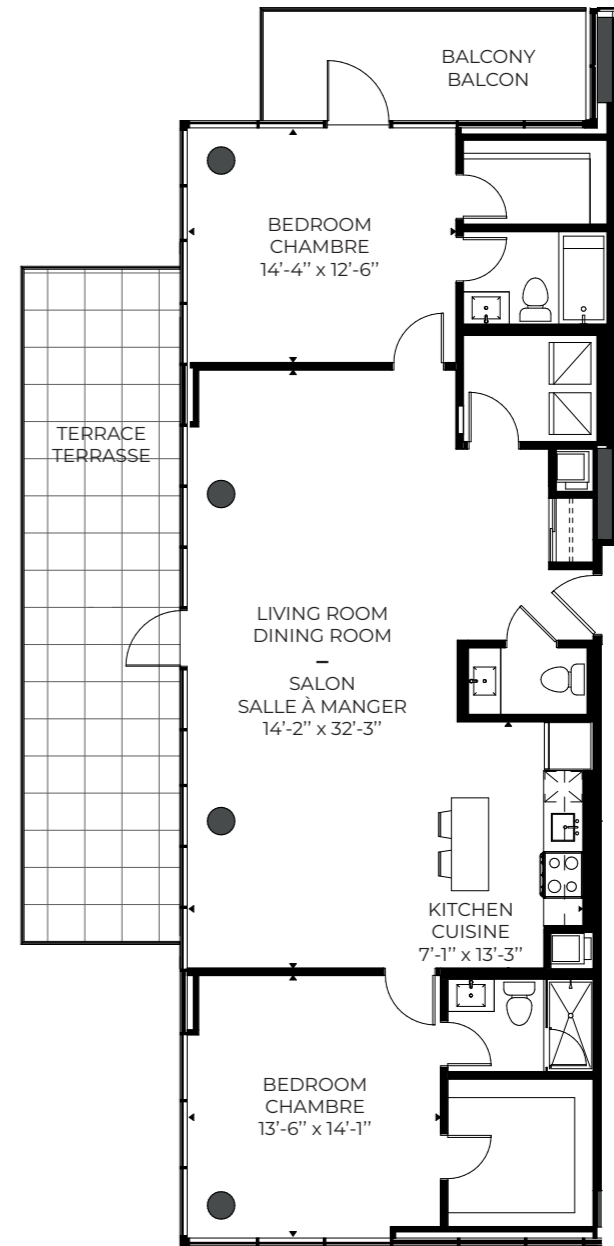 BALCONY
BALCON
BEDROOM
CHAMBRE
14’-4” x 12’-6”
TERRACE
TERRASSE
LIVING ROOM
DINING ROOM
–
SALON
SALLE À MANGER
14’-2” x 32’-3”
KITCHEN
CUISINE
7’-1” x 13’-3”
BEDROOM
CHAMBRE
13’-6” x 14’-1”